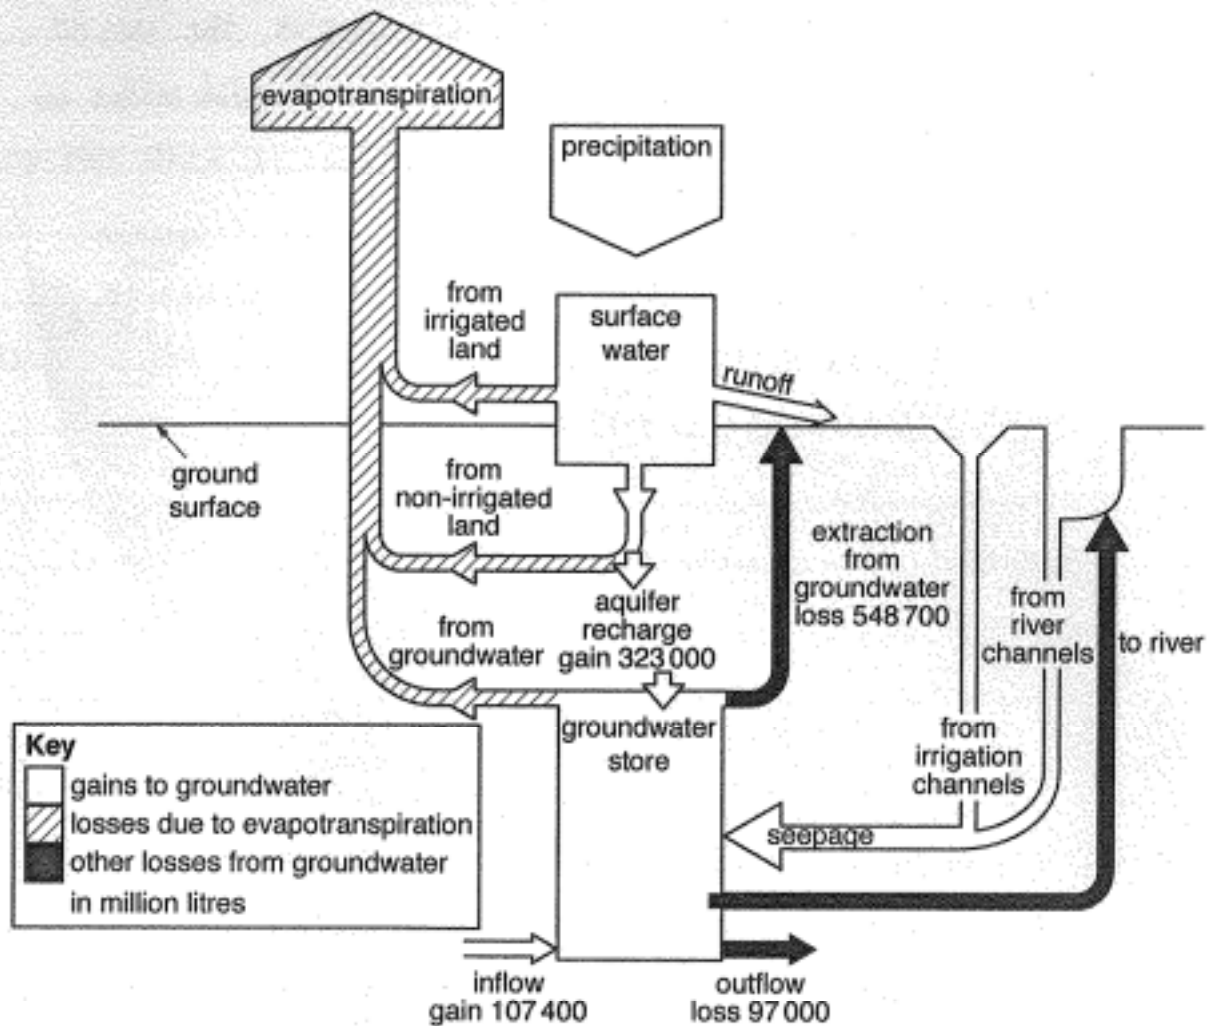 evapotranspiration
precipitation
from
irrigated
land
surface
water
runoff
ground
surface
from
non-irrigated
land
extraction
from
groundwater
loss 548 700
from
river
channels
to river
aquifer
recharge
gain 323 000
from
groundwater
groundwater
store
from
irrigation
channels
seepage
Key
gains to groundwater
losses due to evapotranspiration
other losses from groundwater
in million litres
inflow
gain 107 400
outflow
loss 97 000